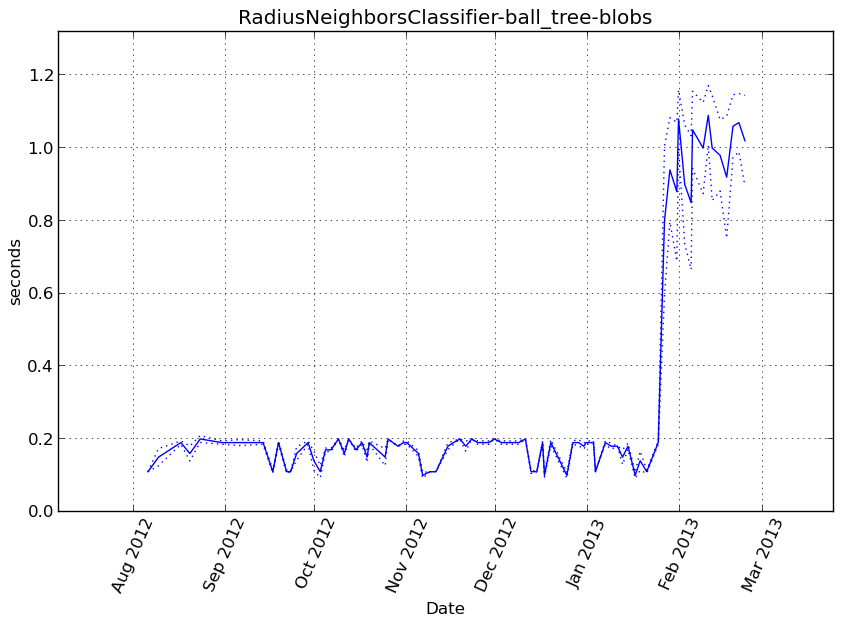 RadiusNeighborsClassifier-ball_tree-blobs
1.2
1.0
0.8
0.6
0.4
0.2
0.0
seconds
Aug 2012
Sep 2012
Oct 2012
Nov 2012
Dec 2012
Jan 2013
Feb 2013
Mar 2013
Date